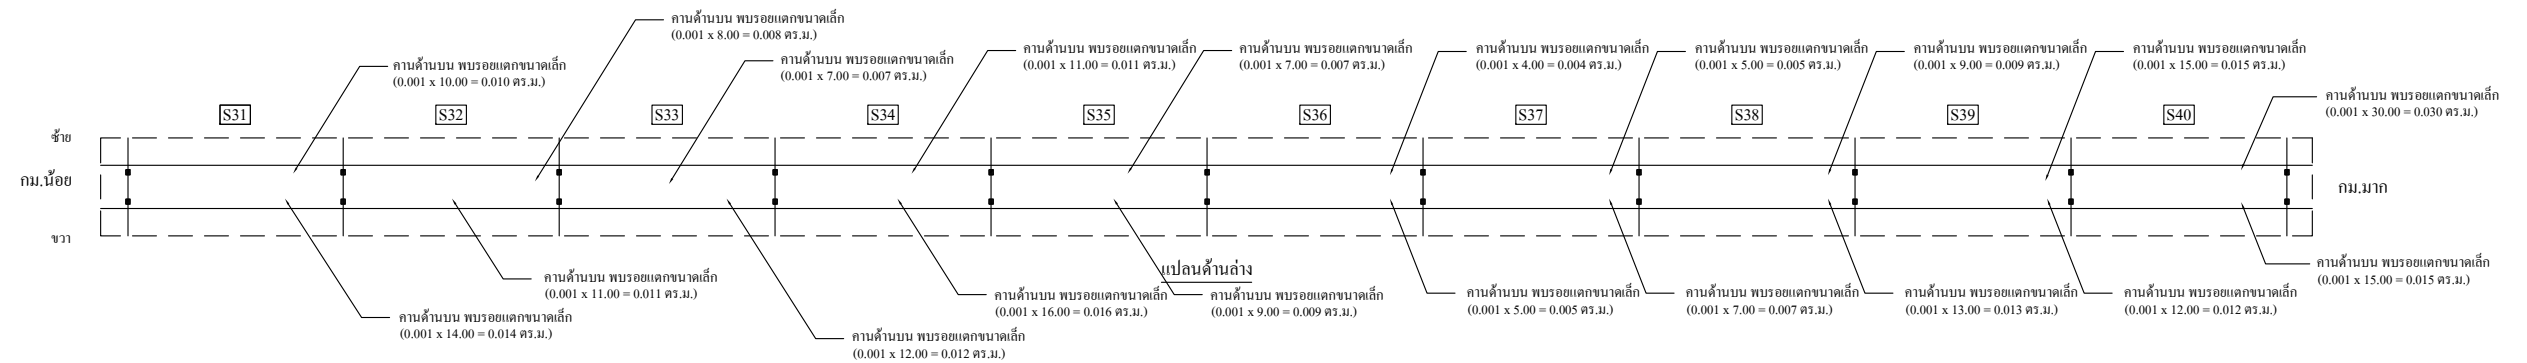 คานด้านบน พบรอยแตกขนาดเล็ก
(0.001 x 8.00 = 0.008 ตร.ม.)
คานด้านบน พบรอยแตกขนาดเล็ก
(0.001 x 10.00 = 0.010 ตร.ม.)
คานด้านบน พบรอยแตกขนาดเล็ก
(0.001 x 7.00 = 0.007 ตร.ม.)
คานด้านบน พบรอยแตกขนาดเล็ก
(0.001 x 11.00 = 0.011 ตร.ม.)
คานด้านบน พบรอยแตกขนาดเล็ก
(0.001 x 7.00 = 0.007 ตร.ม.)
คานด้านบน พบรอยแตกขนาดเล็ก
(0.001 x 4.00 = 0.004 ตร.ม.)
คานด้านบน พบรอยแตกขนาดเล็ก
(0.001 x 5.00 = 0.005 ตร.ม.)
คานด้านบน พบรอยแตกขนาดเล็ก
(0.001 x 9.00 = 0.009 ตร.ม.)
คานด้านบน พบรอยแตกขนาดเล็ก
(0.001 x 15.00 = 0.015 ตร.ม.)
คานด้านบน พบรอยแตกขนาดเล็ก
(0.001 x 30.00 = 0.030 ตร.ม.)
S31 S32 S33 S34 S35 S36 S37 S38 S39 S40
ซ้าย
กม.น้อย
กม.มาก
ขวา
แปลนด้านล่าง
คานด้านบน พบรอยแตกขนาดเล็ก
(0.001 x 14.00 = 0.014 ตร.ม.)
คานด้านบน พบรอยแตกขนาดเล็ก
(0.001 x 11.00 = 0.011 ตร.ม.)
คานด้านบน พบรอยแตกขนาดเล็ก
(0.001 x 12.00 = 0.012 ตร.ม.)
คานด้านบน พบรอยแตกขนาดเล็ก
(0.001 x 16.00 = 0.016 ตร.ม.)
คานด้านบน พบรอยแตกขนาดเล็ก
(0.001 x 9.00 = 0.009 ตร.ม.)
คานด้านบน พบรอยแตกขนาดเล็ก
(0.001 x 5.00 = 0.005 ตร.ม.)
คานด้านบน พบรอยแตกขนาดเล็ก
(0.001 x 7.00 = 0.007 ตร.ม.)
คานด้านบน พบรอยแตกขนาดเล็ก
(0.001 x 13.00 = 0.013 ตร.ม.)
คานด้านบน พบรอยแตกขนาดเล็ก
(0.001 x 12.00 = 0.012 ตร.ม.)
คานด้านบน พบรอยแตกขนาดเล็ก
(0.001 x 15.00 = 0.015 ตร.ม.)